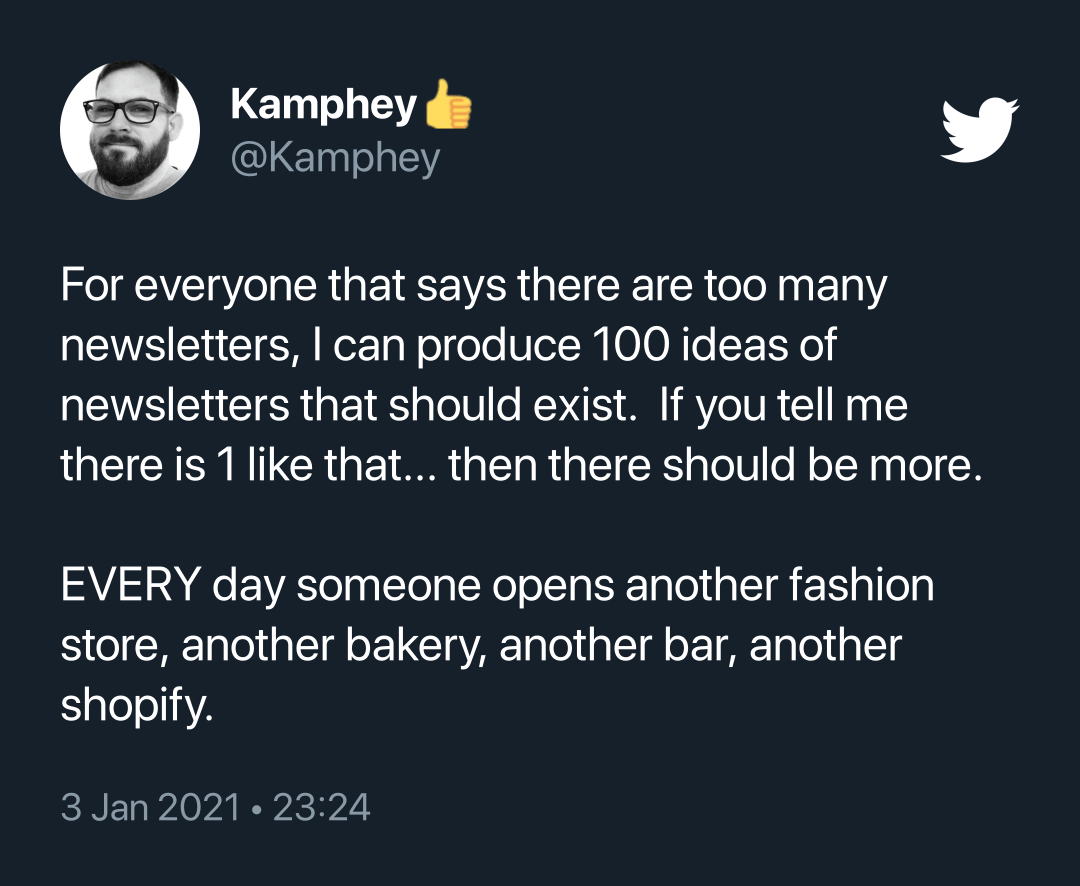 Kamphey👍
@Kamphey
For everyone that says there are too many
newsletters, I can produce 100 ideas of
newsletters that should exist.  If you tell me
there is 1 like that... then there should be more.
EVERY day someone opens another fashion
store, another bakery, another bar, another
shopify.
3 Jan 2021 • 23:24